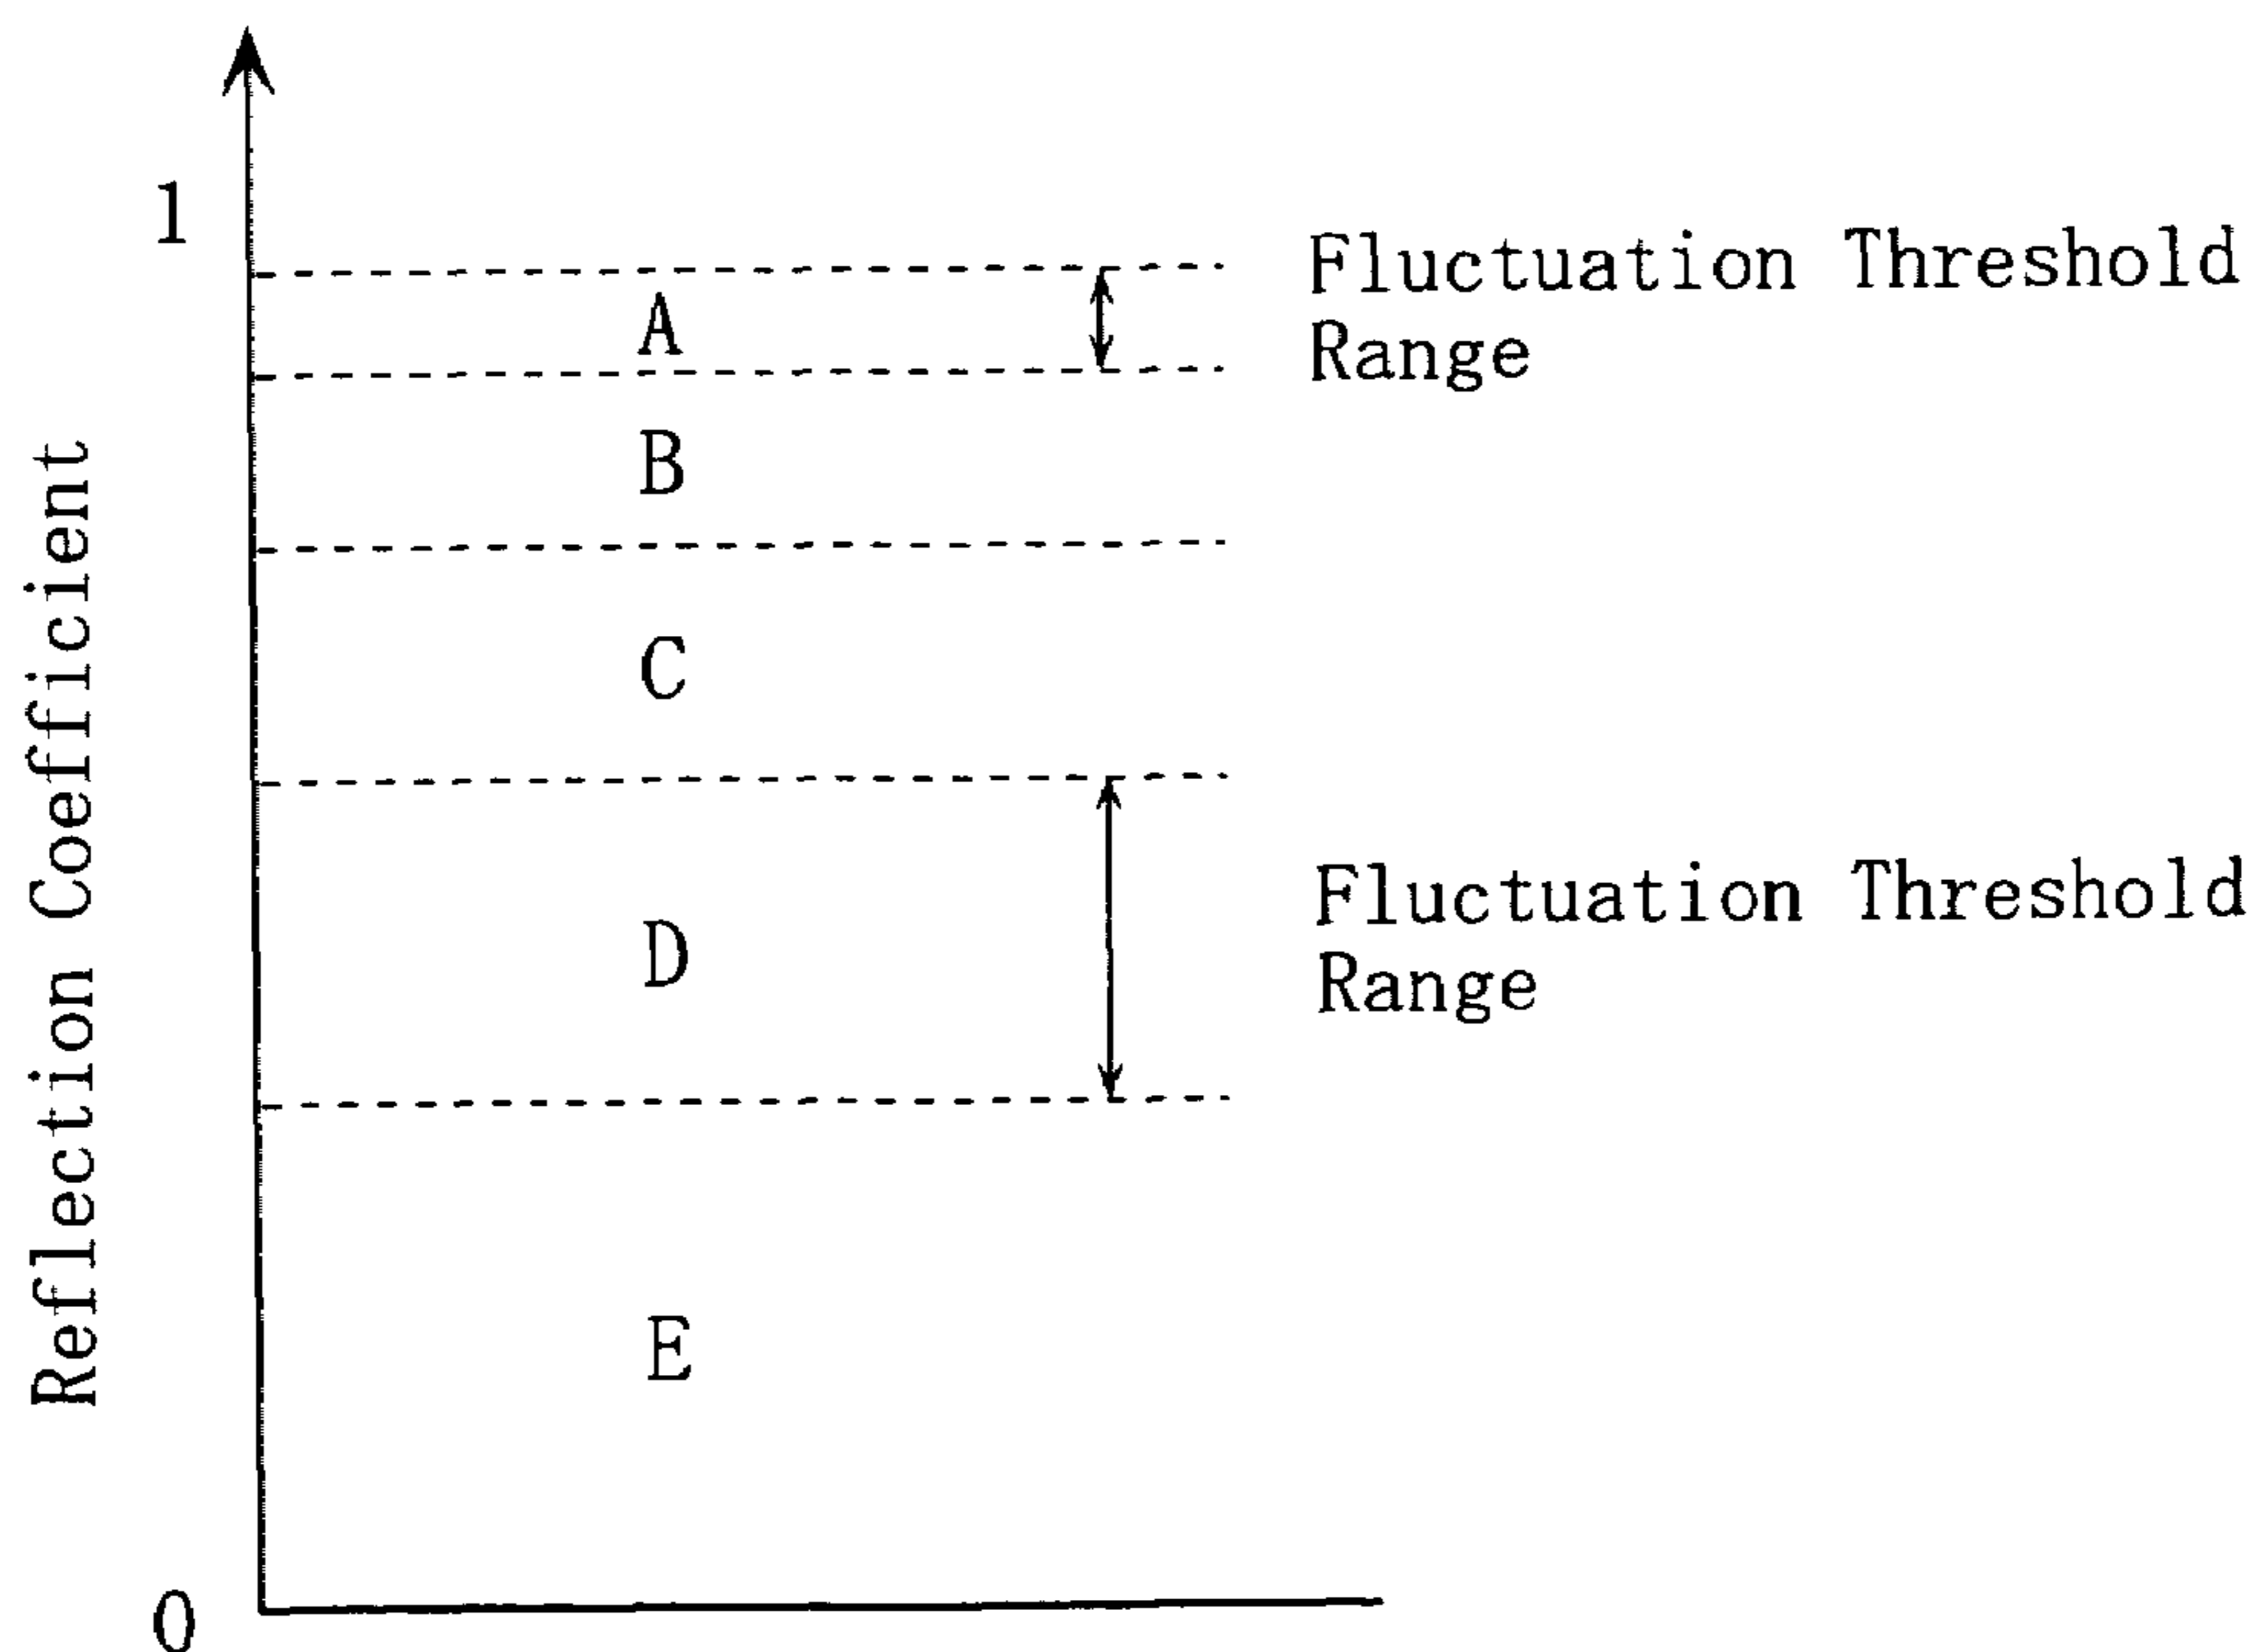 1
Fluctuation Threshold
Range
A
B
Reflection Coefficient
C
Fluctuation Threshold
Range
D
E
0